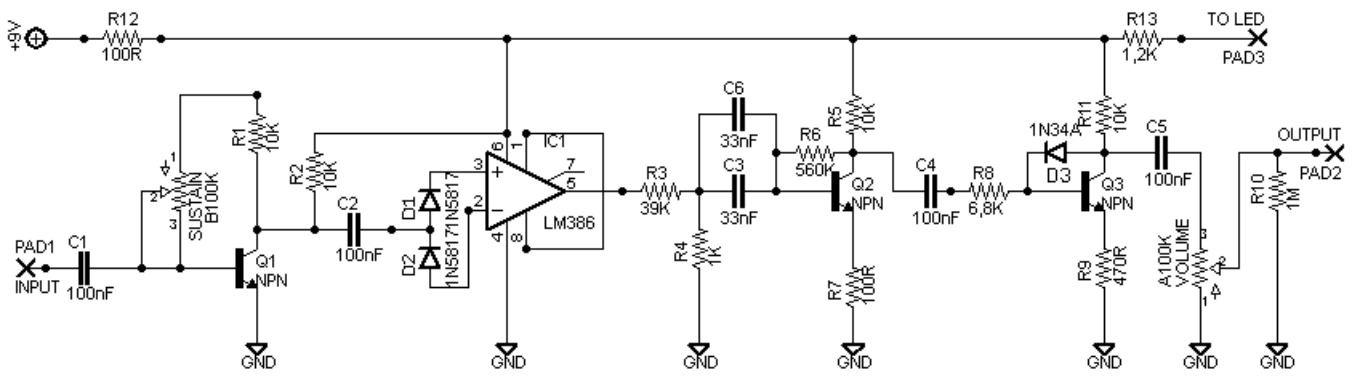 +9V
R12
100R
R13
1,2K
TO LED
PAD3
PAD1
INPUT
C1
100nF
1
2
3
SUSTAIN
B100K
R1
10K
Q1
NPN
GND
R2
10K
C2
100nF
D1
1N5817
D2
1N5817
3
+
2
-
6
1
IC1
7
5
4
8
LM386
GND
R3
39K
R4
1K
GND
C6
33nF
C3
33nF
R6
560K
R5
10K
Q2
NPN
R7
100R
GND
C4
100nF
R8
6,8K
1N34A
D3
R11
10K
Q3
NPN
R9
470R
GND
C5
100nF
A100K
VOLUME
3
2
1
GND
R10
1M
GND
OUTPUT
PAD2